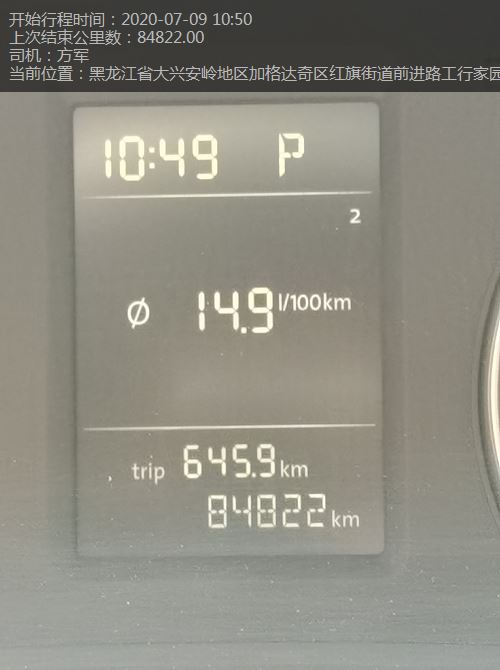 开始行程时间：2020-07-09 10:50
上次结束公里数：84822.00
司机：方军
当前位置：黑龙江省大兴安岭地区加格达奇区红旗街道前进路工行家园
10:49 P
2
Ø 14.9 l/100km
trip 645.9 km
84822 km